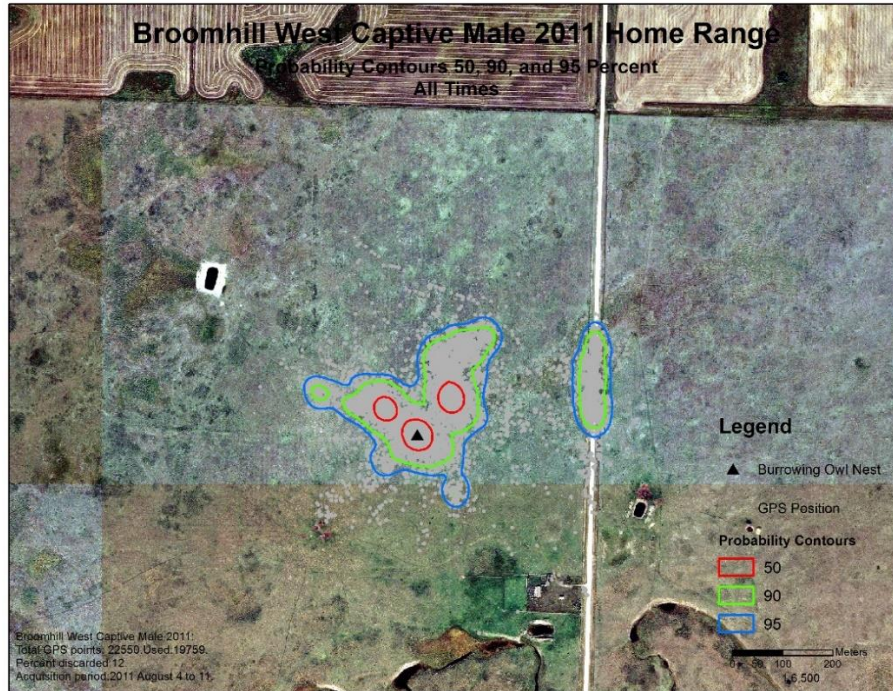 Broomhill West Captive Male 2011 Home Range
Probability Contours 50, 90, and 95 Percent
All Times
Legend
Burrowing Owl Nest
GPS Position
Probability Contours
50
90
95
Meters
0 50 100 200
1:6,500
Broomhill West Captive Male 2011:
Total GPS points, 22550.Used.19759.
Percent discarded 12
Acquisition period.2011 August 4 to 11.